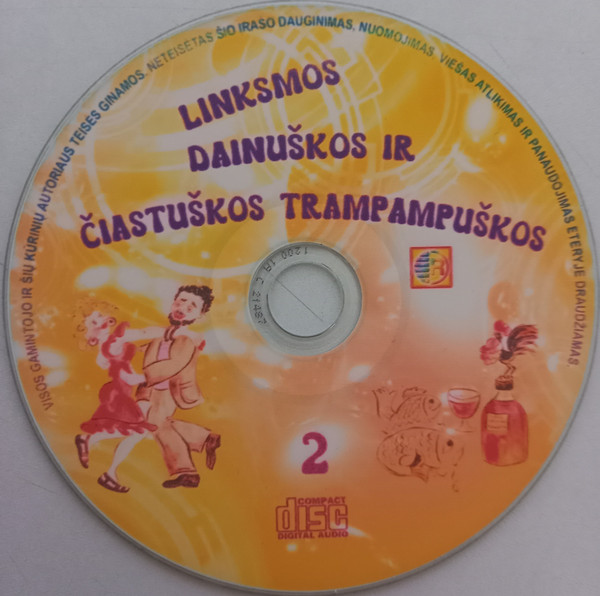 VISOS GAMINTOJO IR ŠIŲ KŪRINIŲ AUTORIAUS TEISĖS GINAMOS. NETEISĖTAS ŠIO ĮRAŠO DAUGINIMAS, NUOMOJIMAS, VIEŠAS ATLIKIMAS IR PANAUDOJIMAS ETERYJE DRAUDŽIAMAS.
LINKSMOS
DAINUŠKOS IR
ČIASTUŠKOS TRAMPAMPUŠKOS
2
COMPACT
disc
DIGITAL AUDIO